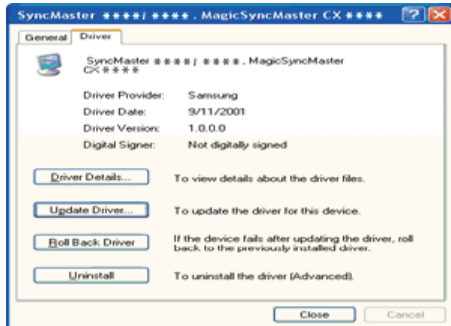 SyncMaster ****/ ****, MagicSyncMaster CX ****
General Driver
SyncMaster ****/ ****, MagicSyncMaster
CX****
Driver Provider: Samsung
Driver Date: 9/11/2001
Driver Version: 1.0.0.0
Digital Signer: Not digitally signed
Driver Details... To view details about the driver files.
Update Driver... To update the driver for this device.
Roll Back Driver If the device fails after updating the driver, roll
back to the previously installed driver.
Uninstall To uninstall the driver (Advanced).
Close Cancel